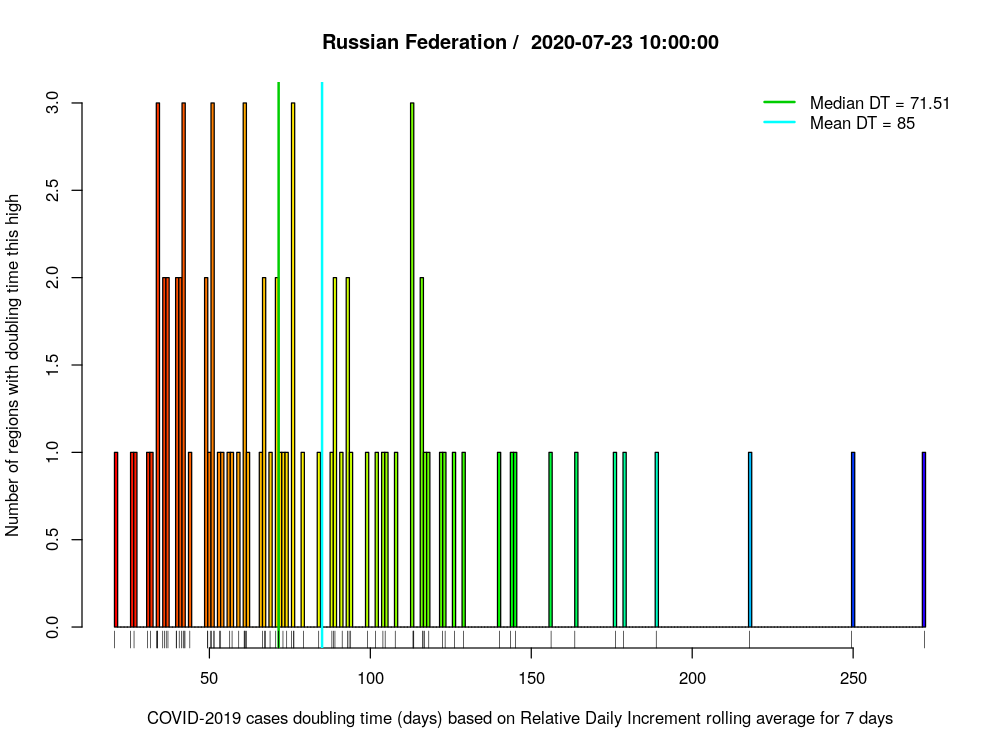 Russian Federation /  2020-07-23 10:00:00
Median DT = 71.51
Mean DT = 85
Number of regions with doubling time this high
3.0
2.5
2.0
1.5
1.0
0.5
0.0
50 100 150 200 250
COVID-2019 cases doubling time (days) based on Relative Daily Increment rolling average for 7 days